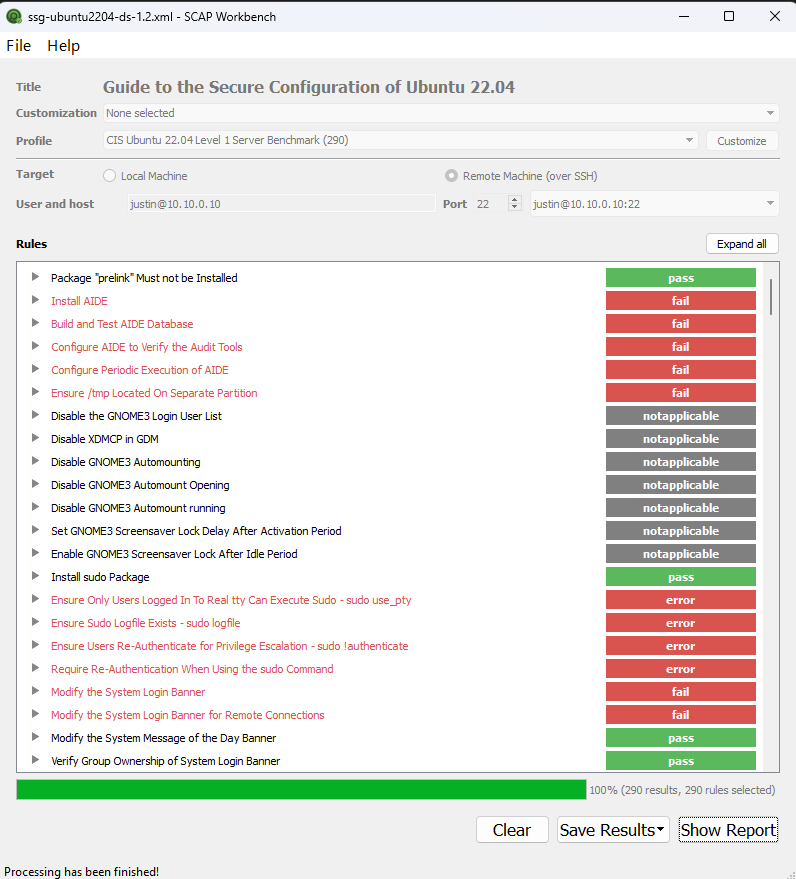 ssg-ubuntu2204-ds-1.2.xml - SCAP Workbench
File Help
Title Guide to the Secure Configuration of Ubuntu 22.04
Customization None selected
Profile CIS Ubuntu 22.04 Level 1 Server Benchmark (290) Customize
Target Local Machine Remote Machine (over SSH)
User and host justin@10.10.0.10 Port 22 justin@10.10.0.10:22
Rules Expand all
Package "prelink" Must not be Installed pass
Install AIDE fail
Build and Test AIDE Database fail
Configure AIDE to Verify the Audit Tools fail
Configure Periodic Execution of AIDE fail
Ensure /tmp Located On Separate Partition fail
Disable the GNOME3 Login User List notapplicable
Disable XDMCP in GDM notapplicable
Disable GNOME3 Automounting notapplicable
Disable GNOME3 Automount Opening notapplicable
Disable GNOME3 Automount running notapplicable
Set GNOME3 Screensaver Lock Delay After Activation Period notapplicable
Enable GNOME3 Screensaver Lock After Idle Period notapplicable
Install sudo Package pass
Ensure Only Users Logged In To Real tty Can Execute Sudo - sudo use_pty error
Ensure Sudo Logfile Exists - sudo logfile error
Ensure Users Re-Authenticate for Privilege Escalation - sudo !authenticate error
Require Re-Authentication When Using the sudo Command error
Modify the System Login Banner fail
Modify the System Login Banner for Remote Connections fail
Modify the System Message of the Day Banner pass
Verify Group Ownership of System Login Banner pass
100% (290 results, 290 rules selected)
Clear Save Results Show Report
Processing has been finished!